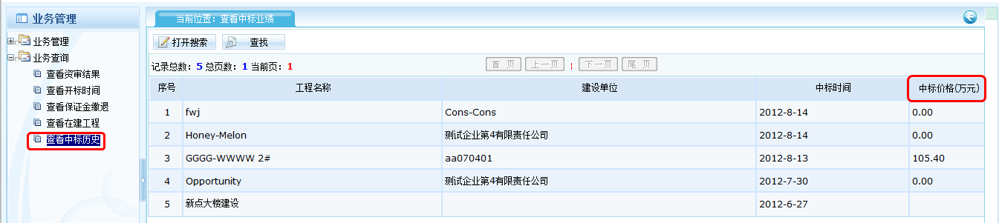 业务管理
业务管理
业务查询
查看资审结果
查看开标时间
查看保证金缴退
查看在建工程
查看中标历史
当前位置：查看中标业绩
打开搜索 查找
记录总数：5 总页数：1 当前页：1 首 页 上一页 ¦ 下一页 尾 页
序号 工程名称 建设单位 中标时间 中标价格(万元)
1 fwj Cons-Cons 2012-8-14 0.00
2 Honey-Melon 测试企业第4有限责任公司 2012-8-14 0.00
3 GGGG-WWWW 2# aa070401 2012-8-13 105.40
4 Opportunity 测试企业第4有限责任公司 2012-7-30 0.00
5 新点大楼建设 2012-6-27